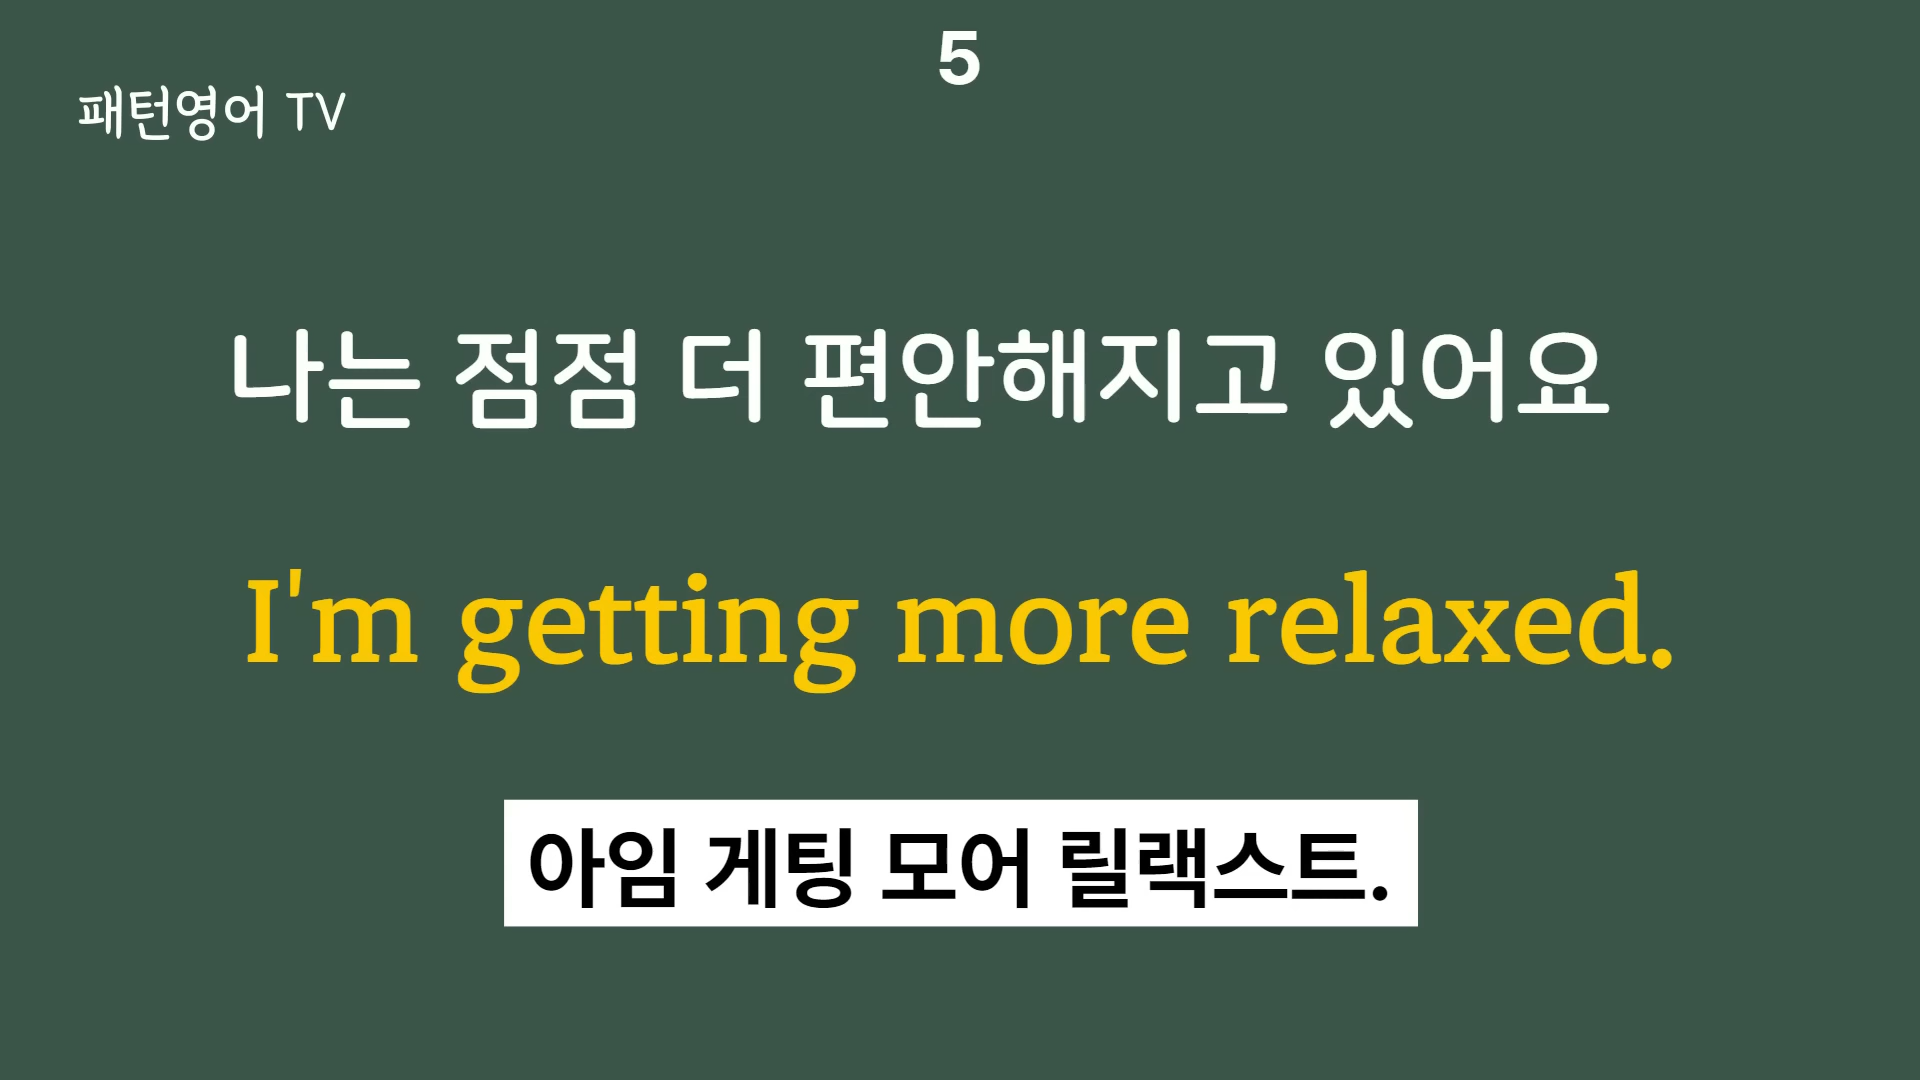 5
패턴영어 TV
나는 점점 더 편안해지고 있어요
I'm getting more relaxed.
아임 게팅 모어 릴랙스트.